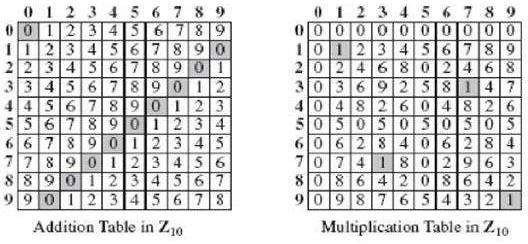 0 1 2 3 4 5 6 7 8 9
0 0 1 2 3 4 5 6 7 8 9
1 1 2 3 4 5 6 7 8 9 0
2 2 3 4 5 6 7 8 9 0 1
3 3 4 5 6 7 8 9 0 1 2
4 4 5 6 7 8 9 0 1 2 3
5 5 6 7 8 9 0 1 2 3 4
6 6 7 8 9 0 1 2 3 4 5
7 7 8 9 0 1 2 3 4 5 6
8 8 9 0 1 2 3 4 5 6 7
9 9 0 1 2 3 4 5 6 7 8
Addition Table in Z10
0 1 2 3 4 5 6 7 8 9
0 0 0 0 0 0 0 0 0 0 0
1 0 1 2 3 4 5 6 7 8 9
2 0 2 4 6 8 0 2 4 6 8
3 0 3 6 9 2 5 8 1 4 7
4 0 4 8 2 6 0 4 8 2 6
5 0 5 0 5 0 5 0 5 0 5
6 0 6 2 8 4 0 6 2 8 4
7 0 7 4 1 8 0 2 9 6 3
8 0 8 6 4 2 0 8 6 4 2
9 0 9 8 7 6 5 4 3 2 1
Multiplication Table in Z10